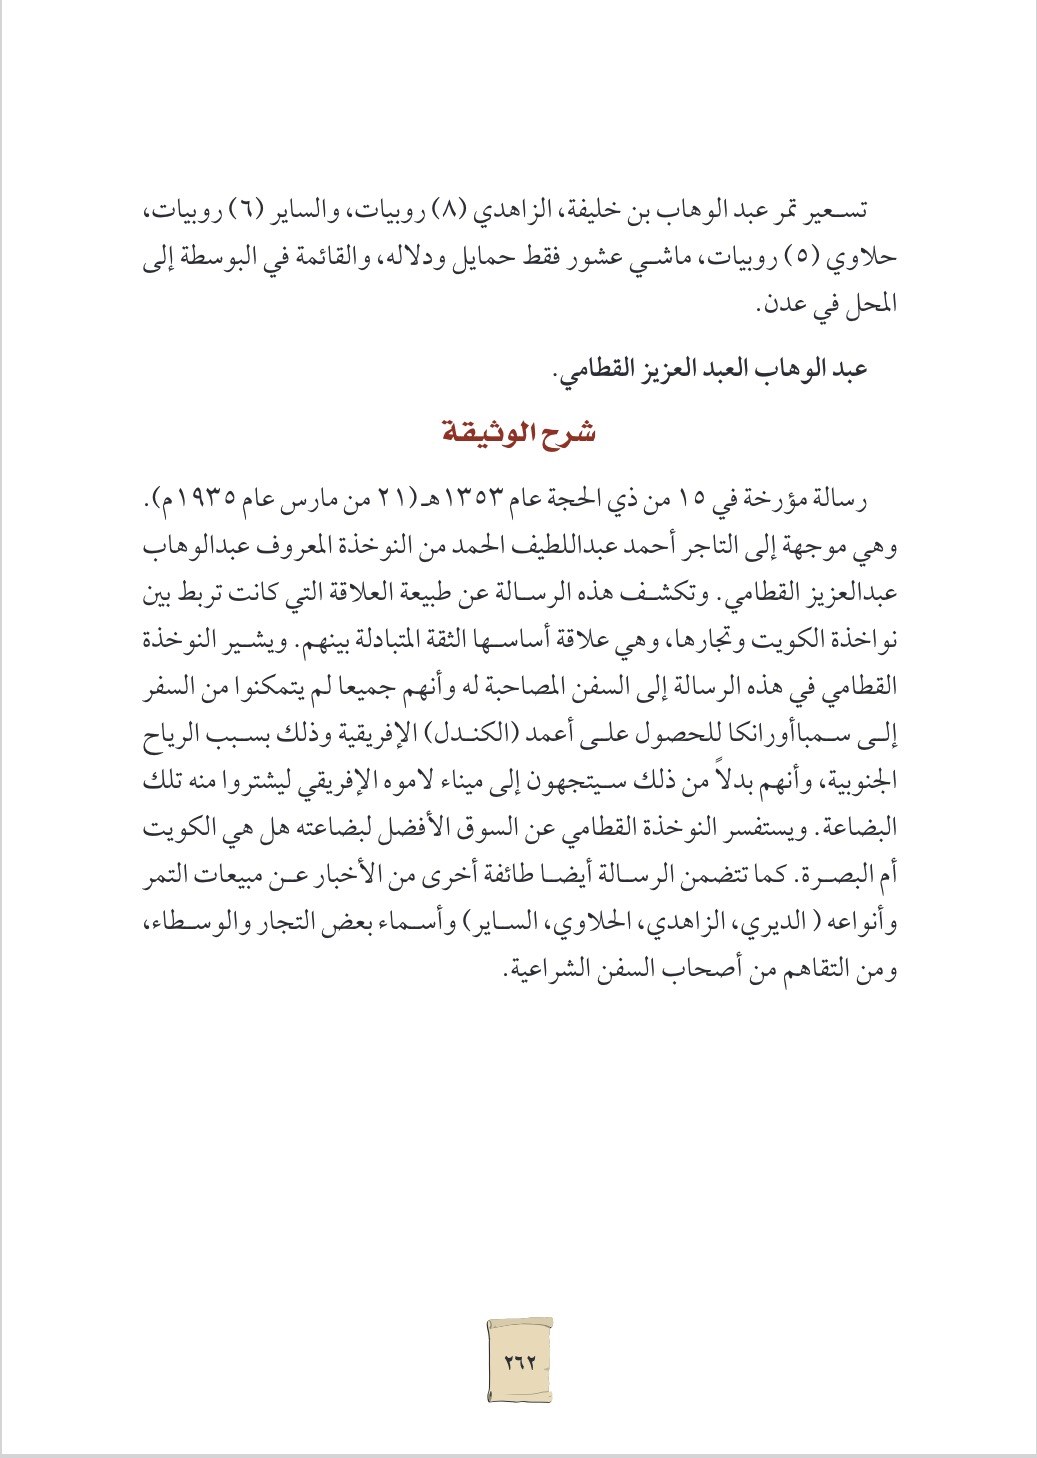 تسعير تمر عبد الوهاب بن خليفة، الزاهدي (٨) روبيات، والساير (٦) روبيات،
حلاوي (٥) روبيات، ماشي عشور فقط حمايل ودلاله، والقائمة في البوسطة إلى
المحل في عدن.
عبد الوهاب العبد العزيز القطامي.
شرح الوثيقة
رسالة مؤرخة في ١٥ من ذي الحجة عام ١٣٥٣هـ (٢١ من مارس عام ١٩٣٥م).
وهي موجهة إلى التاجر أحمد عبداللطيف الحمد من النوخذة المعروف عبدالوهاب
عبدالعزيز القطامي. وتكشف هذه الرسالة عن طبيعة العلاقة التي كانت تربط بين
نواخذة الكويت وتجارها، وهي علاقة أساسها الثقة المتبادلة بينهم. ويشير النوخذة
القطامي في هذه الرسالة إلى السفن المصاحبة له وأنهم جميعا لم يتمكنوا من السفر
إلى سمباأورانكا للحصول على أعمد (الكندل) الإفريقية وذلك بسبب الرياح
الجنوبية، وأنهم بدلاً من ذلك سيتجهون إلى ميناء لاموه الإفريقي ليشتروا منه تلك
البضاعة. ويستفسر النوخذة القطامي عن السوق الأفضل لبضاعته هل هي الكويت
أم البصرة. كما تتضمن الرسالة أيضا طائفة أخرى من الأخبار عن مبيعات التمر
وأنواعه ( الديري، الزاهدي، الحلاوي، الساير) وأسماء بعض التجار والوسطاء،
ومن التقاهم من أصحاب السفن الشراعية.
٢٦٢